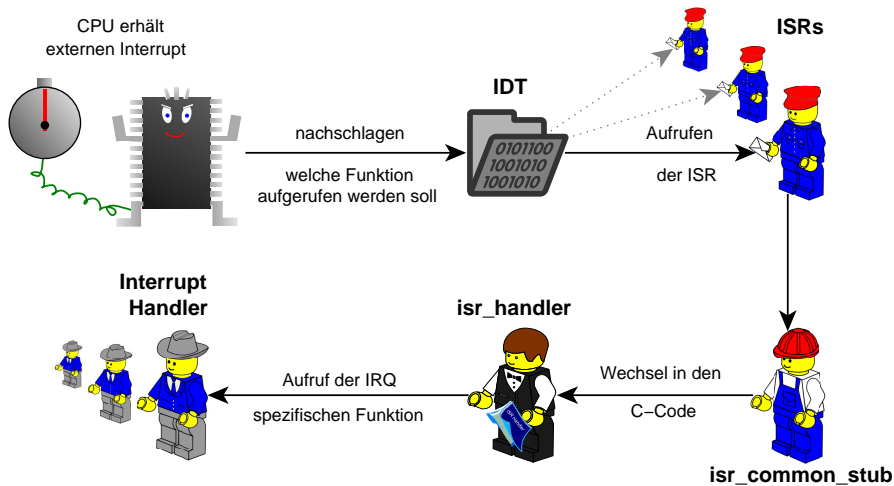 CPU erhält
externen Interrupt
ISRs
IDT
nachschlagen
welche Funktion
aufgerufen werden soll
0101100
1001010
1001010
Aufrufen
der ISR
Interrupt
Handler
isr_handler
Aufruf der IRQ
spezifischen Funktion
Wechsel in den
C−Code
isr_common_stub